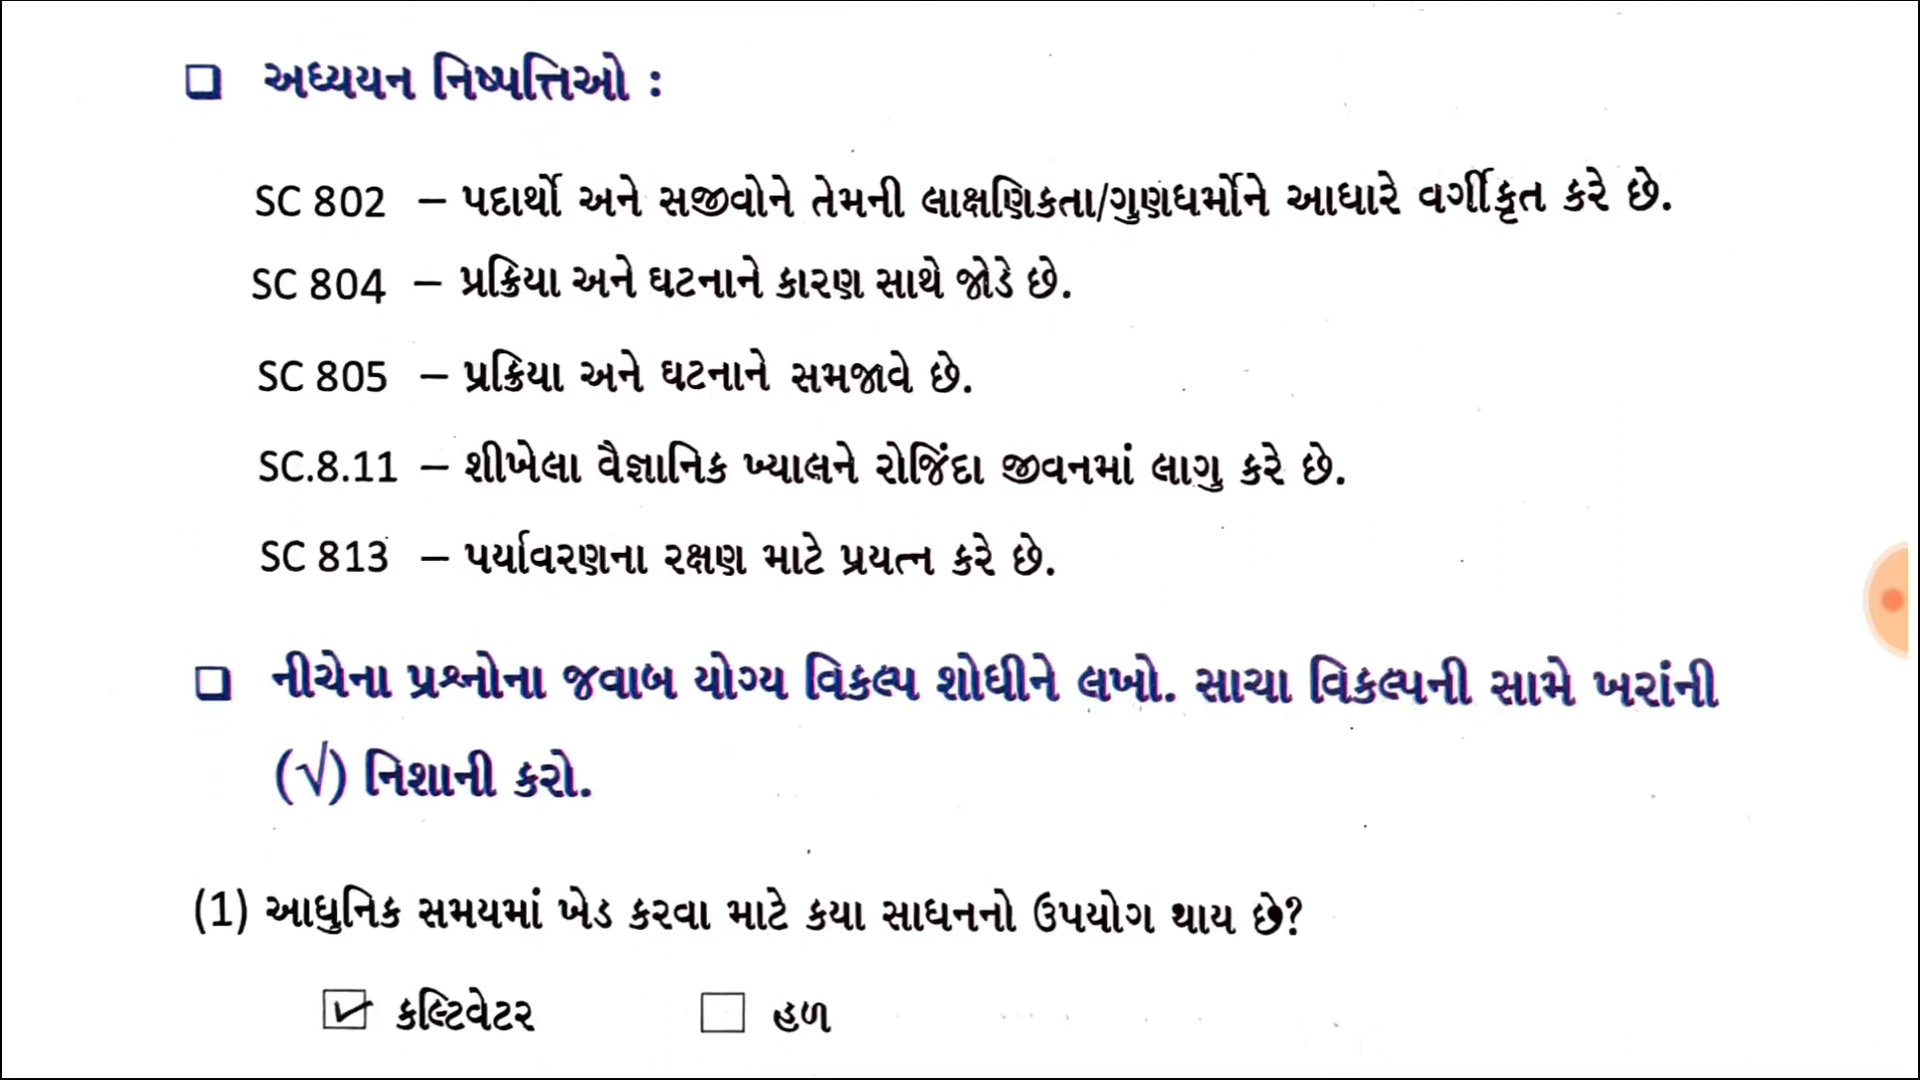 ❑ અધ્યયન નિષ્પત્તિઓ :
SC 802 – પદાર્થો અને સજીવોને તેમની લાક્ષણિકતા/ગુણધર્મોને આધારે વર્ગીકૃત કરે છે.
SC 804 – પ્રક્રિયા અને ઘટનાને કારણ સાથે જોડે છે.
SC 805 – પ્રક્રિયા અને ઘટનાને સમજાવે છે.
SC.8.11 – શીખેલા વૈજ્ઞાનિક ખ્યાલને રોજિંદા જીવનમાં લાગુ કરે છે.
SC 813 – પર્યાવરણના રક્ષણ માટે પ્રયત્ન કરે છે.
❑ નીચેના પ્રશ્નોના જવાબ યોગ્ય વિકલ્પ શોધીને લખો. સાચા વિકલ્પની સામે ખરાંની
(√) નિશાની કરો.
(1) આધુનિક સમયમાં ખેડ કરવા માટે કયા સાધનનો ઉપયોગ થાય છે?
☑ કલ્ટિવેટર ☐ હળ